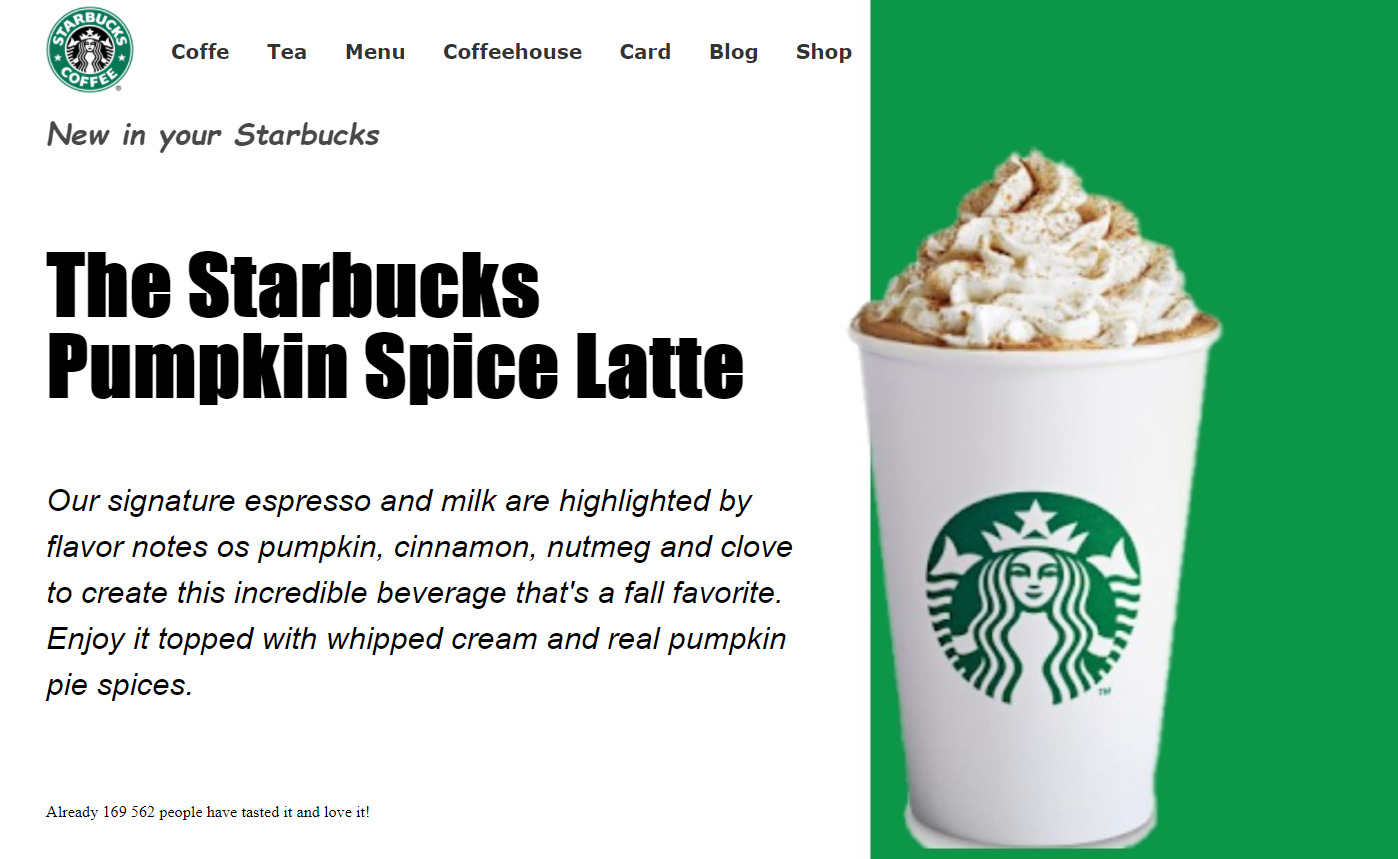 STARBUCKS
COFFEE
®
Coffe Tea Menu Coffeehouse Card Blog Shop
New in your Starbucks
The Starbucks
Pumpkin Spice Latte
Our signature espresso and milk are highlighted by
flavor notes os pumpkin, cinnamon, nutmeg and clove
to create this incredible beverage that's a fall favorite.
Enjoy it topped with whipped cream and real pumpkin
pie spices.
Already 169 562 people have tasted it and love it!
TM